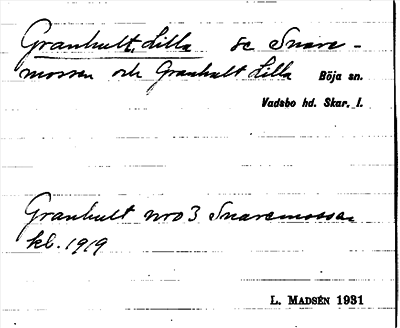 Granhult, Lilla se Snare-
mossen och Granhult Lilla Böja sn.
Vadsbo hd. Skar. l.
Granhult nro 3 Snaremossen
kl. 1919
L. MADSÉN 1931